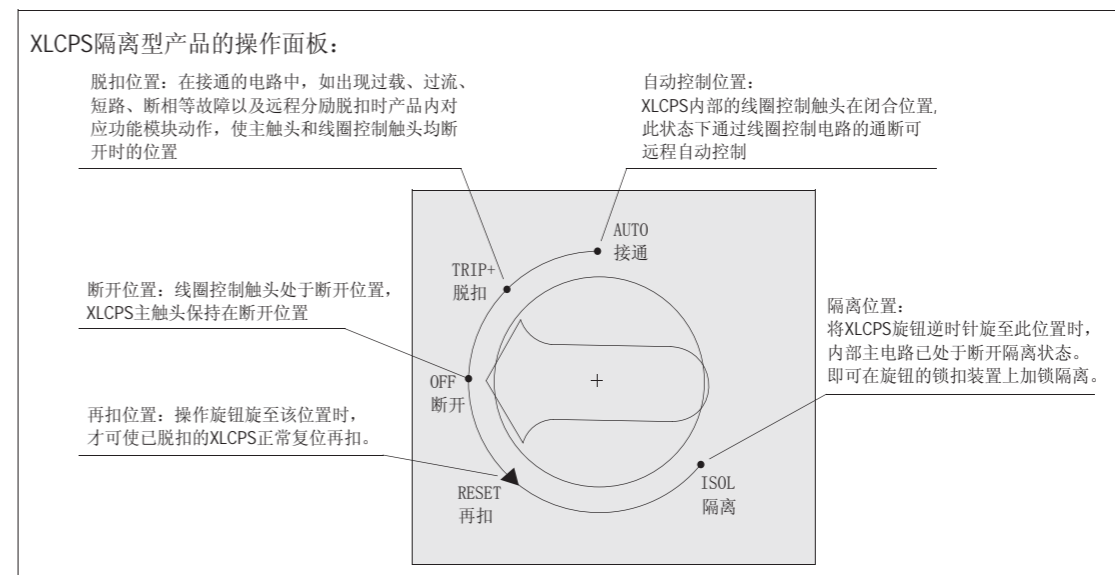 XLCPS隔离型产品的操作面板：
脱扣位置：在接通的电路中，如出现过载、过流、
短路、断相等故障以及远程分励脱扣时产品内对
应功能模块动作，使主触头和线圈控制触头均断
开时的位置
自动控制位置：
XLCPS内部的线圈控制触头在闭合位置，
此状态下通过线圈控制电路的通断可
远程自动控制
AUTO
接通
TRIP+
脱扣
断开位置：线圈控制触头处于断开位置，
XLCPS主触头保持在断开位置
隔离位置：
将XLCPS旋钮逆时针旋至此位置时，
内部主电路已处于断开隔离状态。
即可在旋钮的锁扣装置上加锁隔离。
OFF
断开
再扣位置：操作旋钮旋至该位置时，
才可使已脱扣的XLCPS正常复位再扣。
RESET
再扣
ISOL
隔离